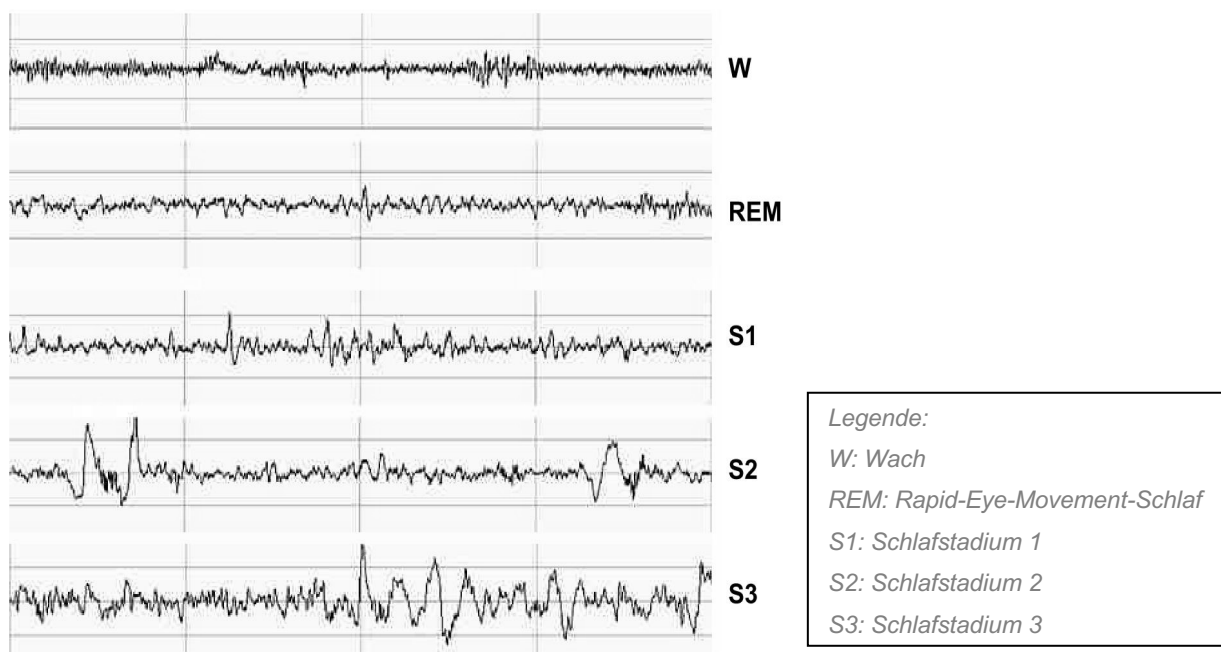 W
REM
S1
S2
S3
Legende:
W: Wach
REM: Rapid-Eye-Movement-Schlaf
S1: Schlafstadium 1
S2: Schlafstadium 2
S3: Schlafstadium 3